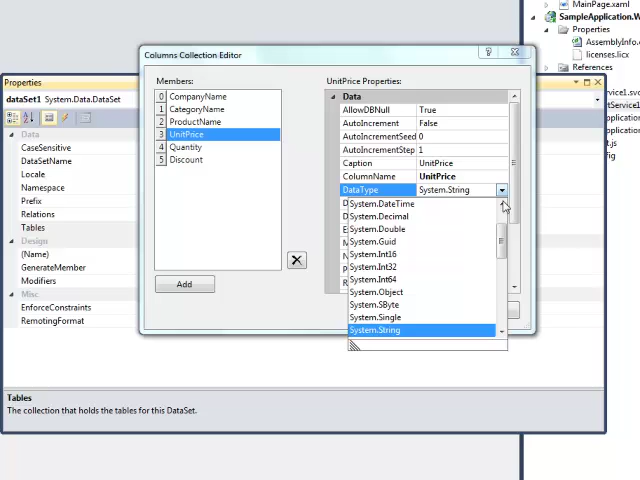 MainPage.xaml
SampleApplication.W
Properties
AssemblyInfo.
licenses.licx
References
Columns Collection Editor
Members:
0 CompanyName
1 CategoryName
2 ProductName
3 UnitPrice
4 Quantity
5 Discount
Add
UnitPrice Properties:
Data
AllowDBNull True
AutoIncrement False
AutoIncrementSeed 0
AutoIncrementStep 1
Caption UnitPrice
ColumnName UnitPrice
DataType System.String
System.DateTime
System.Decimal
System.Double
System.Guid
System.Int16
System.Int32
System.Int64
System.Object
System.SByte
System.Single
System.String
Properties
dataSet1 System.Data.DataSet
Data
CaseSensitive
DataSetName
Locale
Namespace
Prefix
Relations
Tables
Design
(Name)
GenerateMember
Modifiers
Misc
EnforceConstraints
RemotingFormat
Tables
The collection that holds the tables for this DataSet.